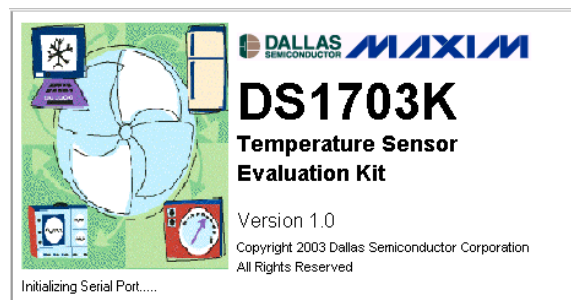 DALLAS
SEMICONDUCTOR
MAXIM
DS1703K
Temperature Sensor
Evaluation Kit
Version 1.0
Copyright 2003 Dallas Semiconductor Corporation
All Rights Reserved
Initializing Serial Port.....